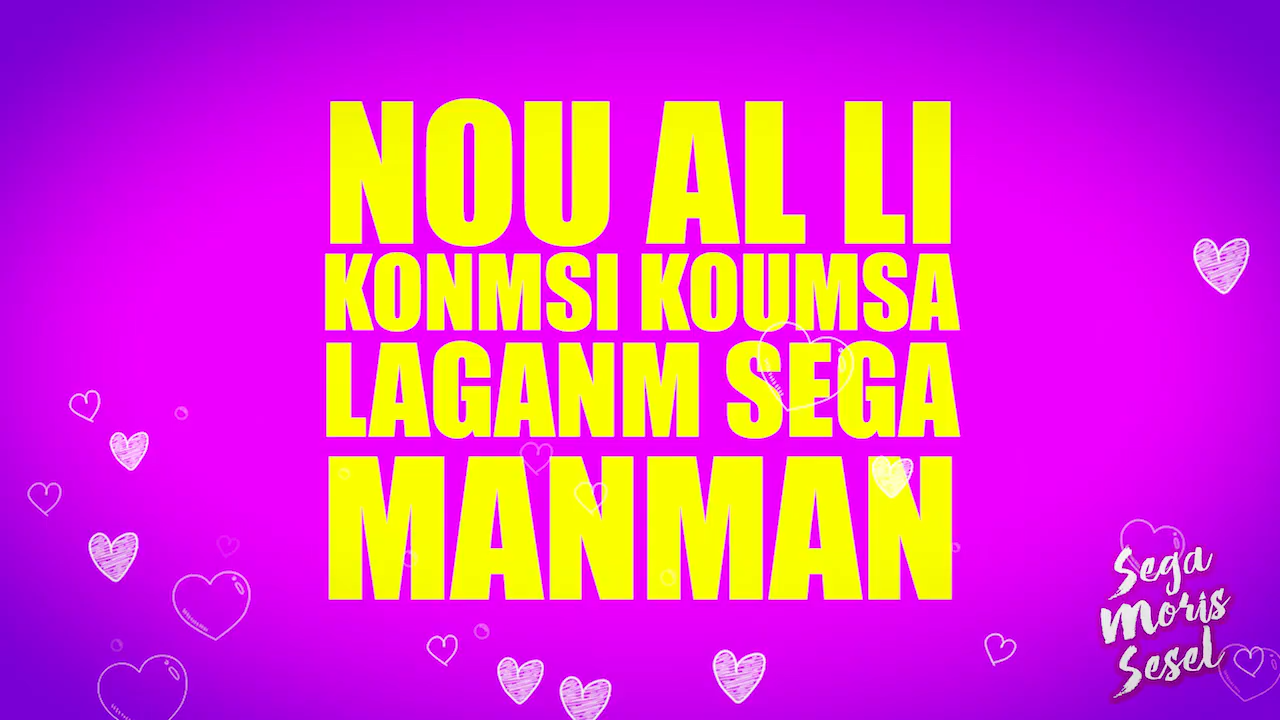 NOU AL LI
KONMSI KOUMSA
LAGANM SEGA
MANMAN
Sega
Moris
Sesel